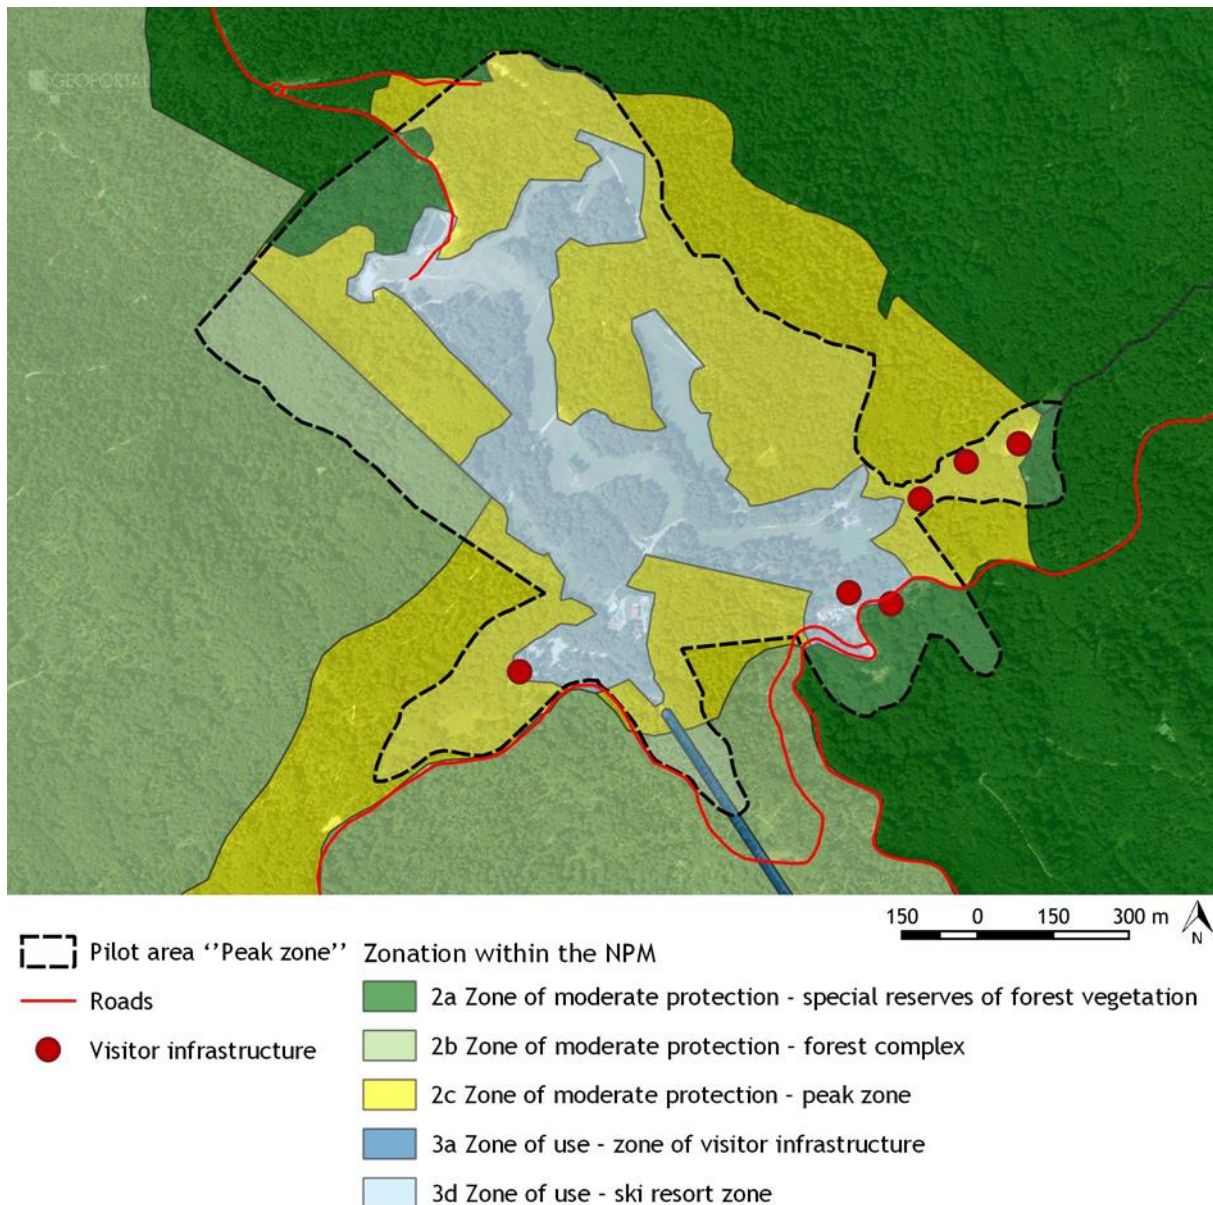 GEOPORTAL
150 0 150 300 m
N
Pilot area ‘‘Peak zone’’
Roads
Visitor infrastructure
Zonation within the NPM
2a Zone of moderate protection - special reserves of forest vegetation
2b Zone of moderate protection - forest complex
2c Zone of moderate protection - peak zone
3a Zone of use - zone of visitor infrastructure
3d Zone of use - ski resort zone